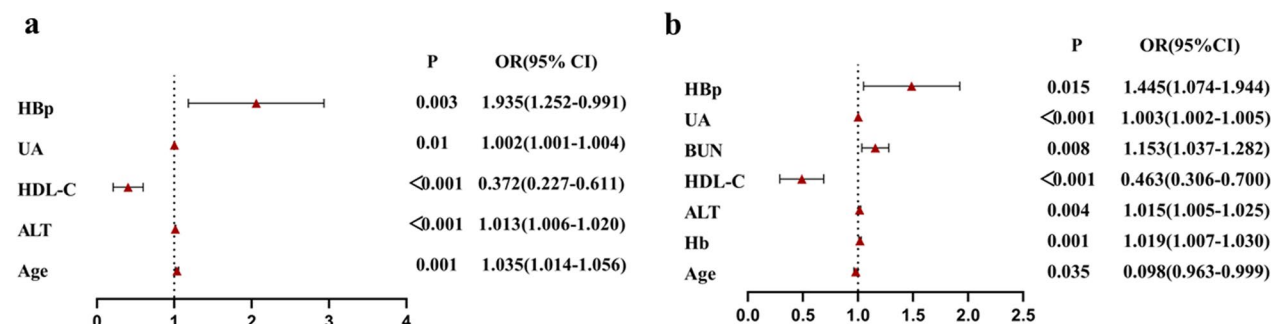 a
P OR(95% CI)
HBp 0.003 1.935(1.252-0.991)
UA 0.01 1.002(1.001-1.004)
HDL-C <0.001 0.372(0.227-0.611)
ALT <0.001 1.013(1.006-1.020)
Age 0.001 1.035(1.014-1.056)
0 1 2 3 4
b
P OR(95%CI)
HBp 0.015 1.445(1.074-1.944)
UA <0.001 1.003(1.002-1.005)
BUN 0.008 1.153(1.037-1.282)
HDL-C <0.001 0.463(0.306-0.700)
ALT 0.004 1.015(1.005-1.025)
Hb 0.001 1.019(1.007-1.030)
Age 0.035 0.098(0.963-0.999)
0.0 0.5 1.0 1.5 2.0 2.5